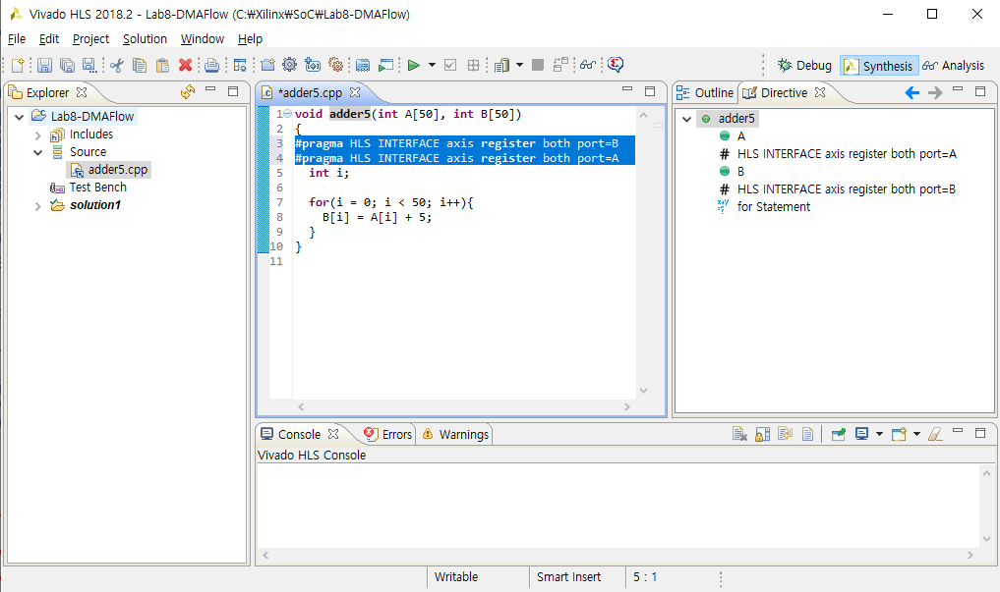 Vivado HLS 2018.2 - Lab8-DMAFlow (C:₩Xilinx₩SoC₩Lab8-DMAFlow)
File Edit Project Solution Window Help
Debug Synthesis Analysis
Explorer
Lab8-DMAFlow
Includes
Source
adder5.cpp
Test Bench
solution1
*adder5.cpp
1 void adder5(int A[50], int B[50])
2 {
3 #pragma HLS INTERFACE axis register both port=B
4 #pragma HLS INTERFACE axis register both port=A
5 int i;
6
7 for(i = 0; i < 50; i++){
8 B[i] = A[i] + 5;
9 }
10 }
11
Outline Directive
adder5
A
# HLS INTERFACE axis register both port=A
B
# HLS INTERFACE axis register both port=B
for Statement
Console Errors Warnings
Vivado HLS Console
Writable Smart Insert 5 : 1